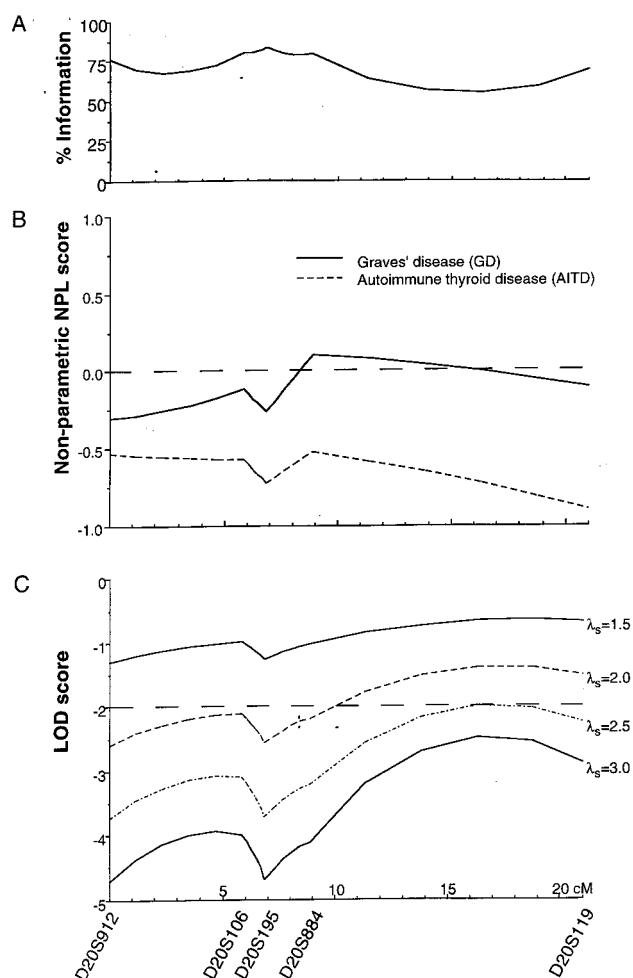 A
% Information
100
75
50
25
0
B
Non-parametric NPL score
1.0
0.5
0.0
-0.5
-1.0
Graves' disease (GD)
Autoimmune thyroid disease (AITD)
C
LOD score
0
-1
-2
-3
-4
-5
λs=1.5
λs=2.0
λs=2.5
λs=3.0
5
10
15
20 cM
D20S912
D20S106
D20S195
D20S884
D20S119